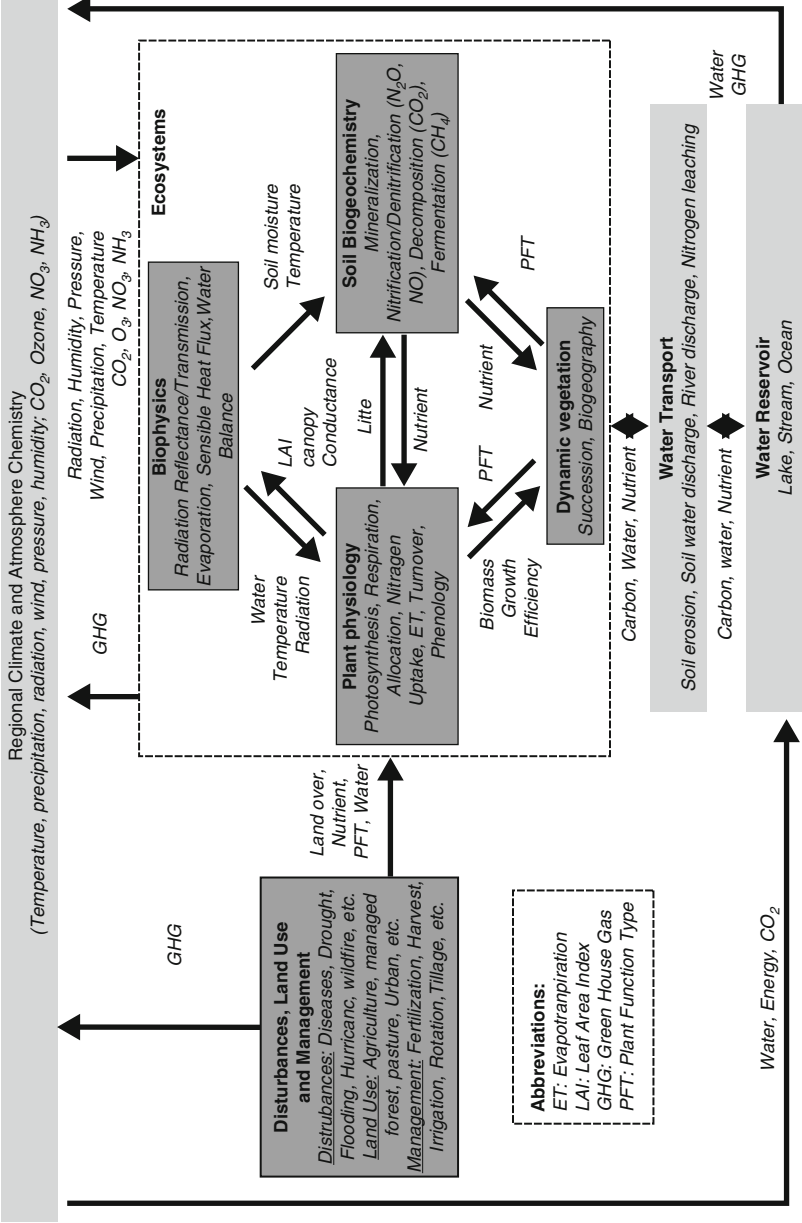 Regional Climate and Atmosphere Chemistry
(Temperature, precipitation, radiation, wind, pressure, humidity; CO2, Ozone, NO3, NH3)
GHG
GHG
Radiation, Humidity, Pressure,
Wind, Precipitation, Temperature
CO2, O3, NO3, NH3
Ecosystems
Biophysics
Radiation Reflectance/Transmission,
Evaporation, Sensible Heat Flux,Water
Balance
Water
Temperature
Radiation
LAI
canopy
Conductance
Soil moisture
Temperature
Disturbances, Land Use
and Management
Distrubances: Diseases, Drought,
Flooding, Hurricanc, wildfire, etc.
Land Use: Agriculture, managed
forest, pasture, Urban, etc.
Management: Fertilization, Harvest,
Irrigation, Rotation,Tillage, etc.
Land over,
Nutrient,
PFT, Water
Plant physiology
Photosynthesis, Respiration,
Allocation, Nitragen
Uptake, ET, Turnover,
Phenology
Litte
Nutrient
Soil Biogeochemistry
Mineralization,
Nitrification/Denitrification (N2O,
NO), Decomposition (CO2),
Fermentation (CH4)
Biomass
Growth
Efficiency
PFT
Nutrient
PFT
Dynamic vegetation
Succession, Biogeography
Abbreviations:
ET: Evapotranpiration
LAI: Leaf Area Index
GHG: Green House Gas
PFT: Plant Function Type
Carbon, Water, Nutrient
Water Transport
Soil erosion, Soil water discharge, River discharge, Nitrogen leaching
Water
GHG
Carbon, water, Nutrient
Water, Energy, CO2
Water Reservoir
Lake, Stream, Ocean